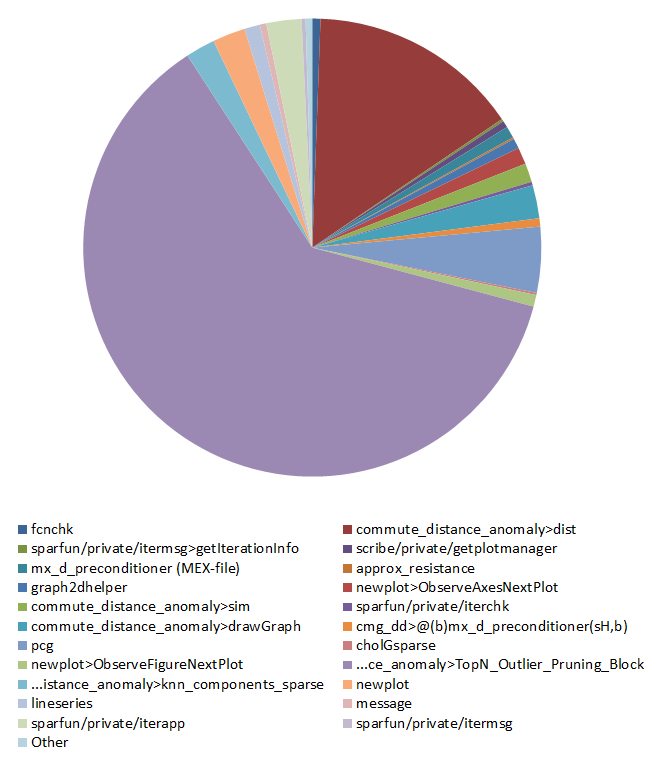 fcnchk
commute_distance_anomaly>dist
sparfun/private/itermsg>getIterationInfo
scribe/private/getplotmanager
mx_d_preconditioner (MEX-file)
approx_resistance
graph2dhelper
newplot>ObserveAxesNextPlot
commute_distance_anomaly>sim
sparfun/private/iterchk
commute_distance_anomaly>drawGraph
cmg_dd>@(b)mx_d_preconditioner(sH,b)
pcg
cholGsparse
newplot>ObserveFigureNextPlot
...ce_anomaly>TopN_Outlier_Pruning_Block
...istance_anomaly>knn_components_sparse
newplot
lineseries
message
sparfun/private/iterapp
sparfun/private/itermsg
Other